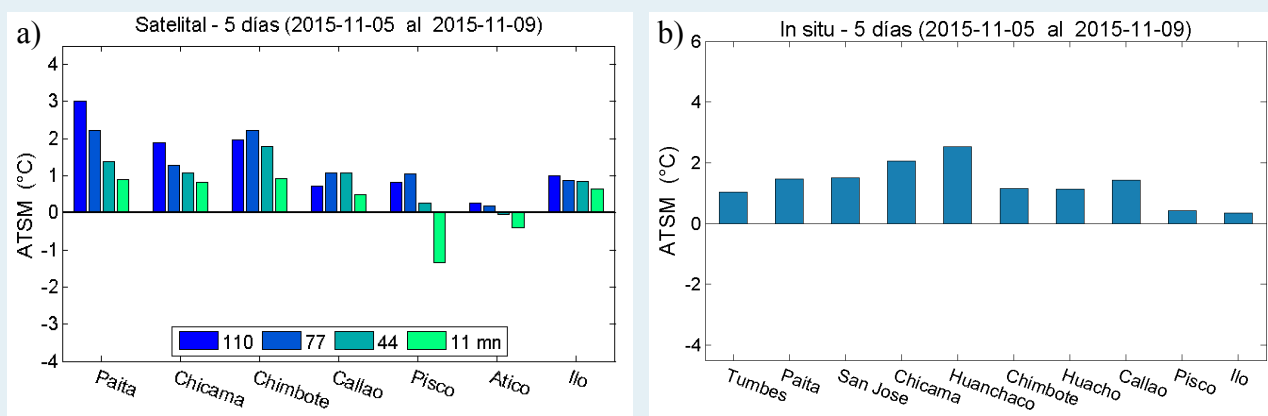 a)
Satelital - 5 días (2015-11-05 al 2015-11-09)
ATSM (°C)
4
3
2
1
0
-1
-2
-3
-4
110
77
44
11 mn
Paita
Chicama
Chimbote
Callao
Pisco
Atico
Ilo
b)
In situ - 5 días (2015-11-05 al 2015-11-09)
ATSM (°C)
6
4
2
0
-2
-4
Tumbes
Paita
San Jose
Chicama
Huanchaco
Chimbote
Huacho
Callao
Pisco
Ilo